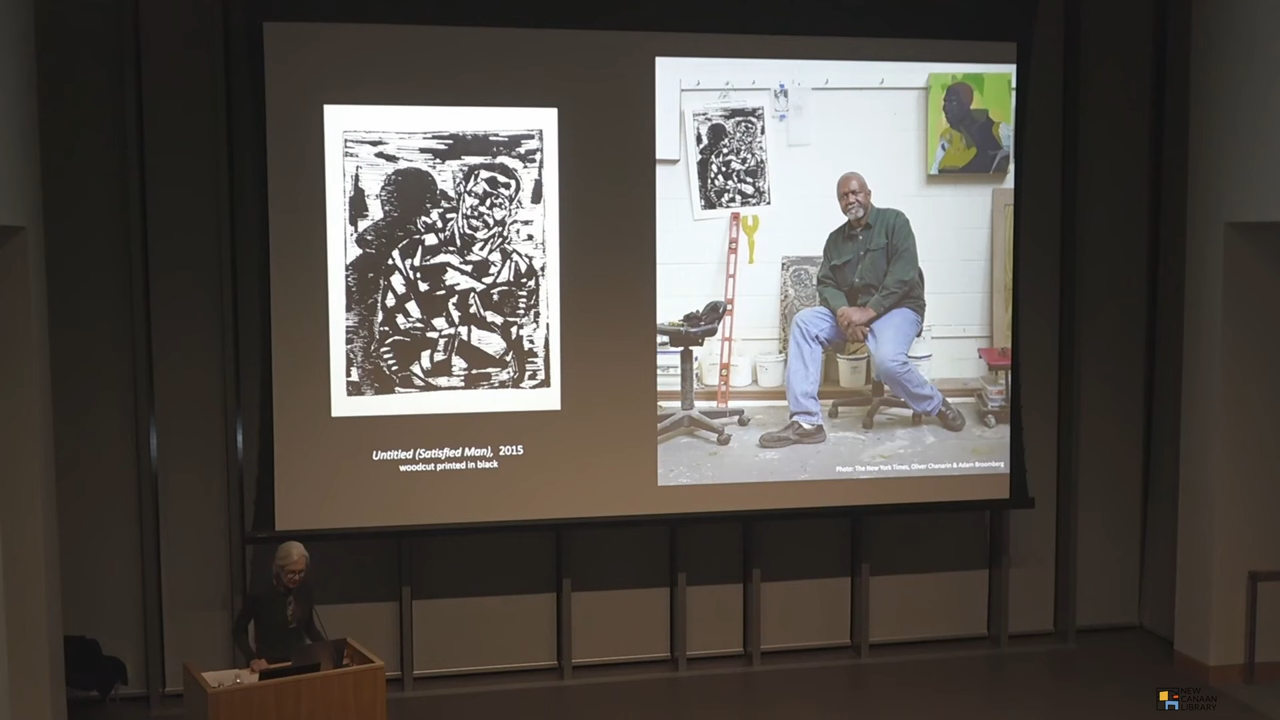 Untitled (Satisfied Man), 2015
woodcut printed in black
Photo: The New York Times, Oliver Chanarin & Adam Broomberg
NEW
CANAAN
LIBRARY